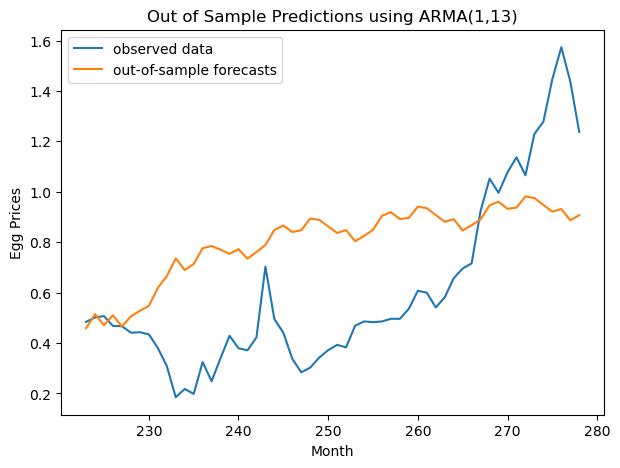 Out of Sample Predictions using ARMA(1,13)
observed data
out-of-sample forecasts
1.6
1.4
1.2
1.0
0.8
0.6
0.4
0.2
Egg Prices
230 240 250 260 270 280
Month